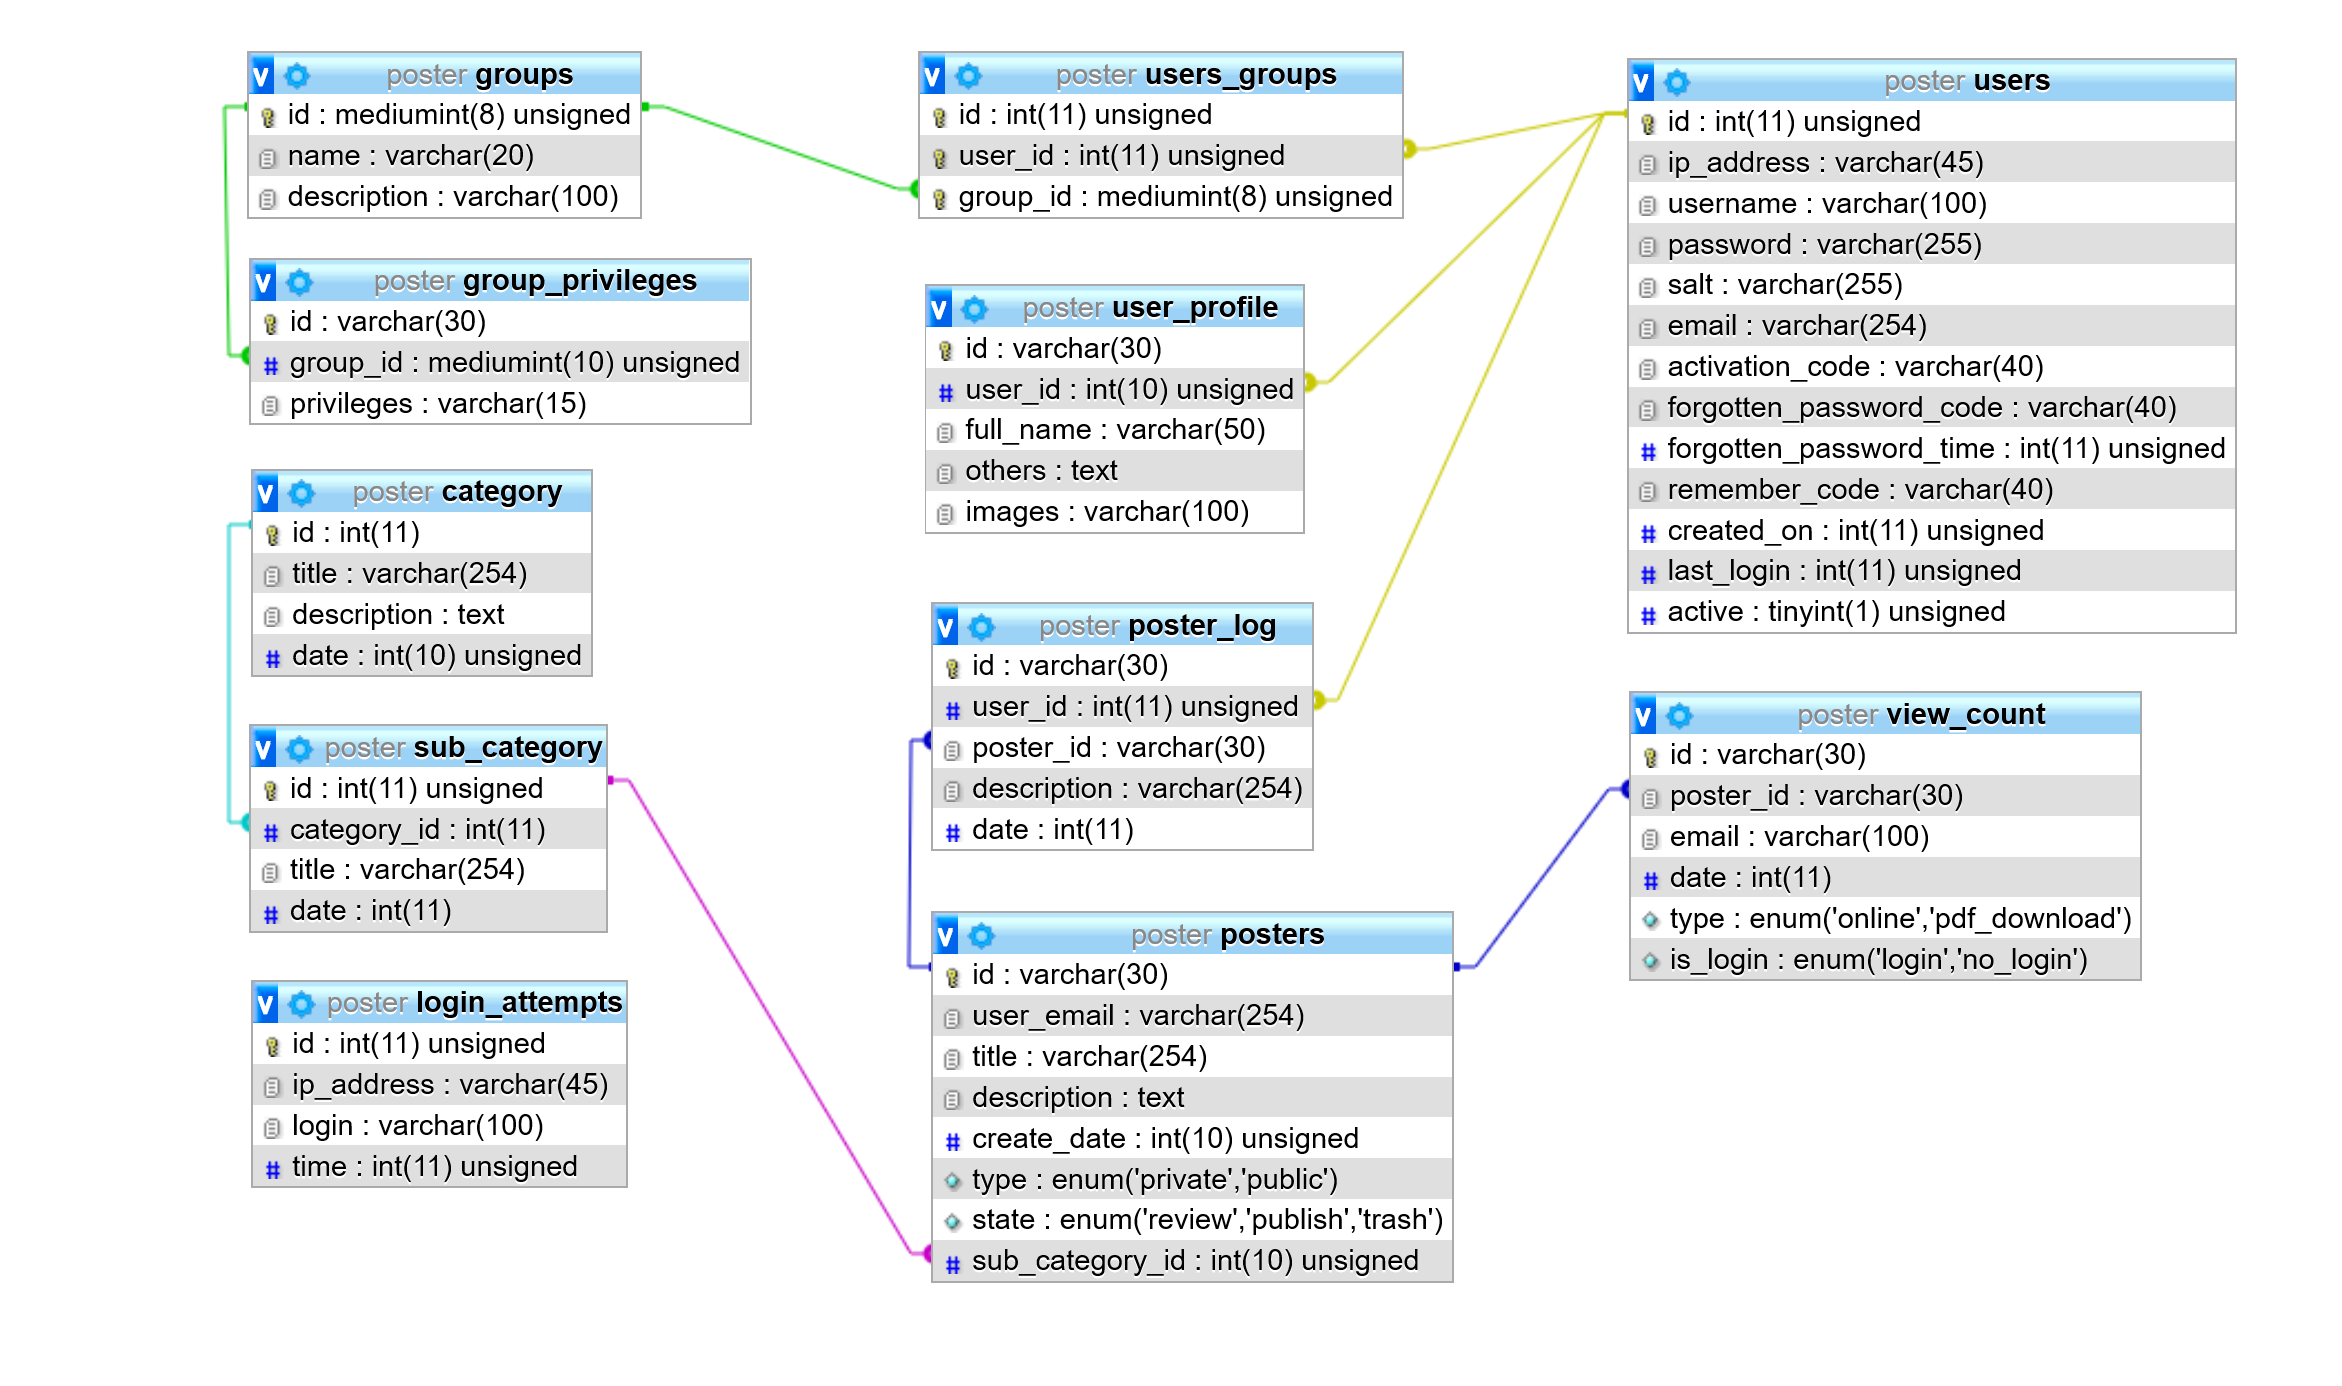 poster groups
id : mediumint(8) unsigned
name : varchar(20)
description : varchar(100)
poster group_privileges
id : varchar(30)
group_id : mediumint(10) unsigned
privileges : varchar(15)
poster category
id : int(11)
title : varchar(254)
description : text
date : int(10) unsigned
poster sub_category
id : int(11) unsigned
category_id : int(11)
title : varchar(254)
date : int(11)
poster login_attempts
id : int(11) unsigned
ip_address : varchar(45)
login : varchar(100)
time : int(11) unsigned
poster users_groups
id : int(11) unsigned
user_id : int(11) unsigned
group_id : mediumint(8) unsigned
poster user_profile
id : varchar(30)
user_id : int(10) unsigned
full_name : varchar(50)
others : text
images : varchar(100)
poster poster_log
id : varchar(30)
user_id : int(11) unsigned
poster_id : varchar(30)
description : varchar(254)
date : int(11)
poster posters
id : varchar(30)
user_email : varchar(254)
title : varchar(254)
description : text
create_date : int(10) unsigned
type : enum('private','public')
state : enum('review','publish','trash')
sub_category_id : int(10) unsigned
poster users
id : int(11) unsigned
ip_address : varchar(45)
username : varchar(100)
password : varchar(255)
salt : varchar(255)
email : varchar(254)
activation_code : varchar(40)
forgotten_password_code : varchar(40)
forgotten_password_time : int(11) unsigned
remember_code : varchar(40)
created_on : int(11) unsigned
last_login : int(11) unsigned
active : tinyint(1) unsigned
poster view_count
id : varchar(30)
poster_id : varchar(30)
email : varchar(100)
date : int(11)
type : enum('online','pdf_download')
is_login : enum('login','no_login')